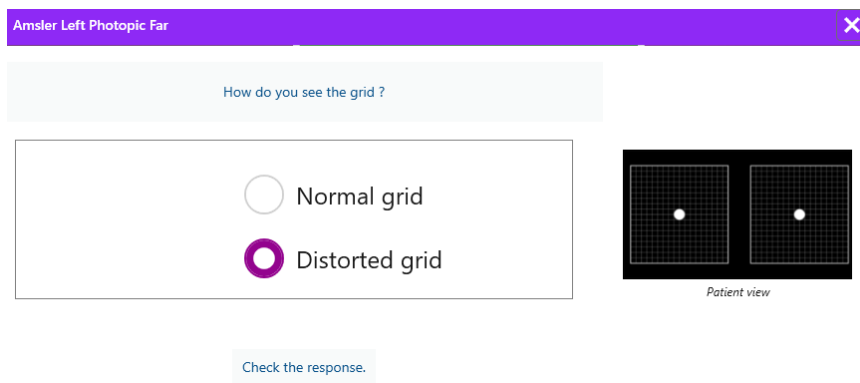 Amsler Left Photopic Far
How do you see the grid ?
Normal grid
Distorted grid
Patient view
Check the response.